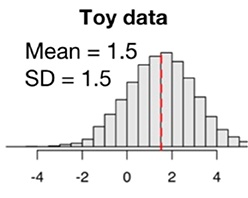 Toy data
Mean = 1.5
SD = 1.5
-4 -2 0 2 4